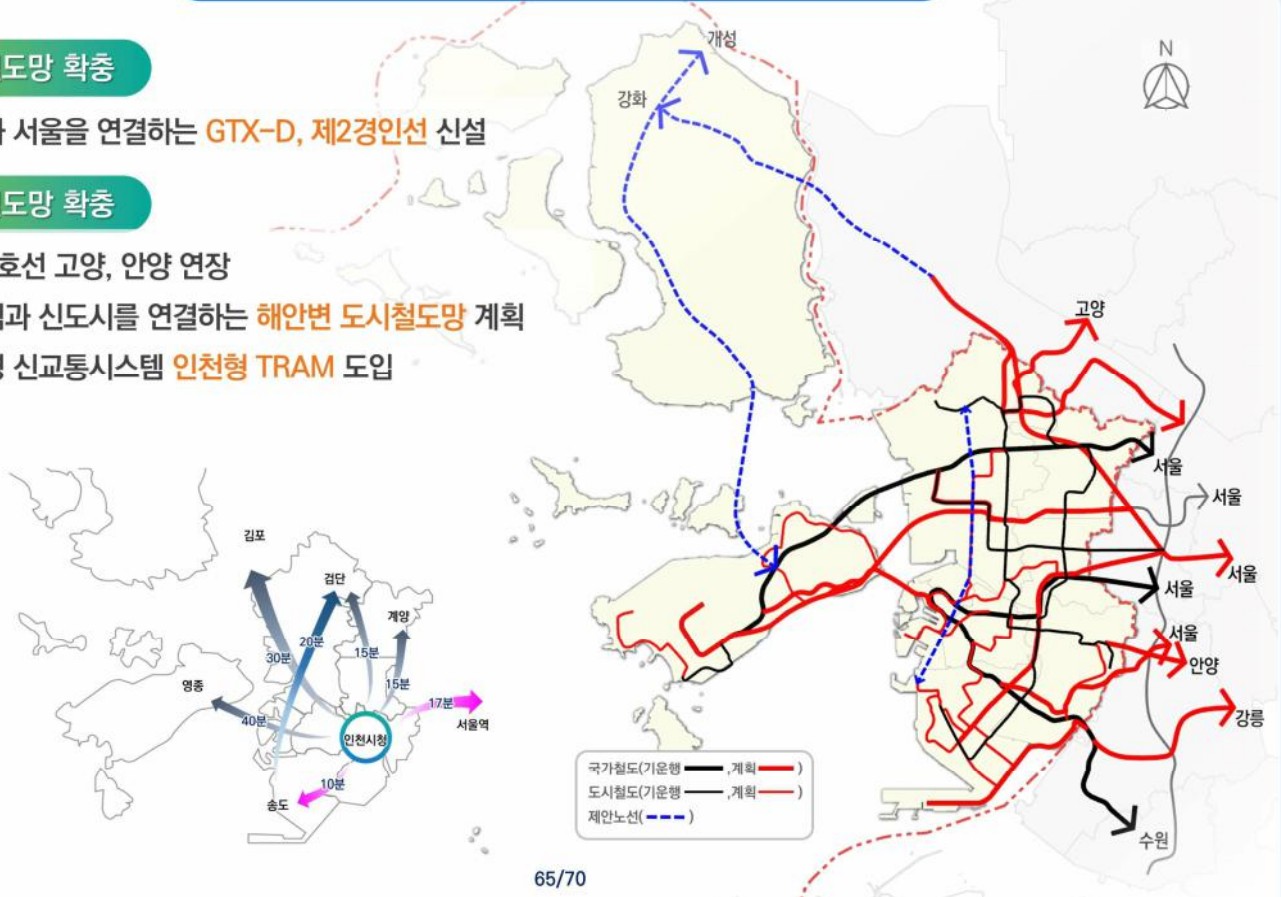 도망 확충
서울을 연결하는 GTX-D, 제2경인선 신설
도망 확충
호선 고양, 안양 연장
과 신도시를 연결하는 해안변 도시철도망 계획
신교통시스템 인천형 TRAM 도입
개성
강화
N
고양
서울
서울
서울
서울
서울
안양
강릉
수원
김포
검단
계양
영종
인천시청
송도
서울역
30분
20분
15분
15분
17분
40분
10분
국가철도(기운행 ,계획 )
도시철도(기운행 ,계획 )
제안노선( )
65/70